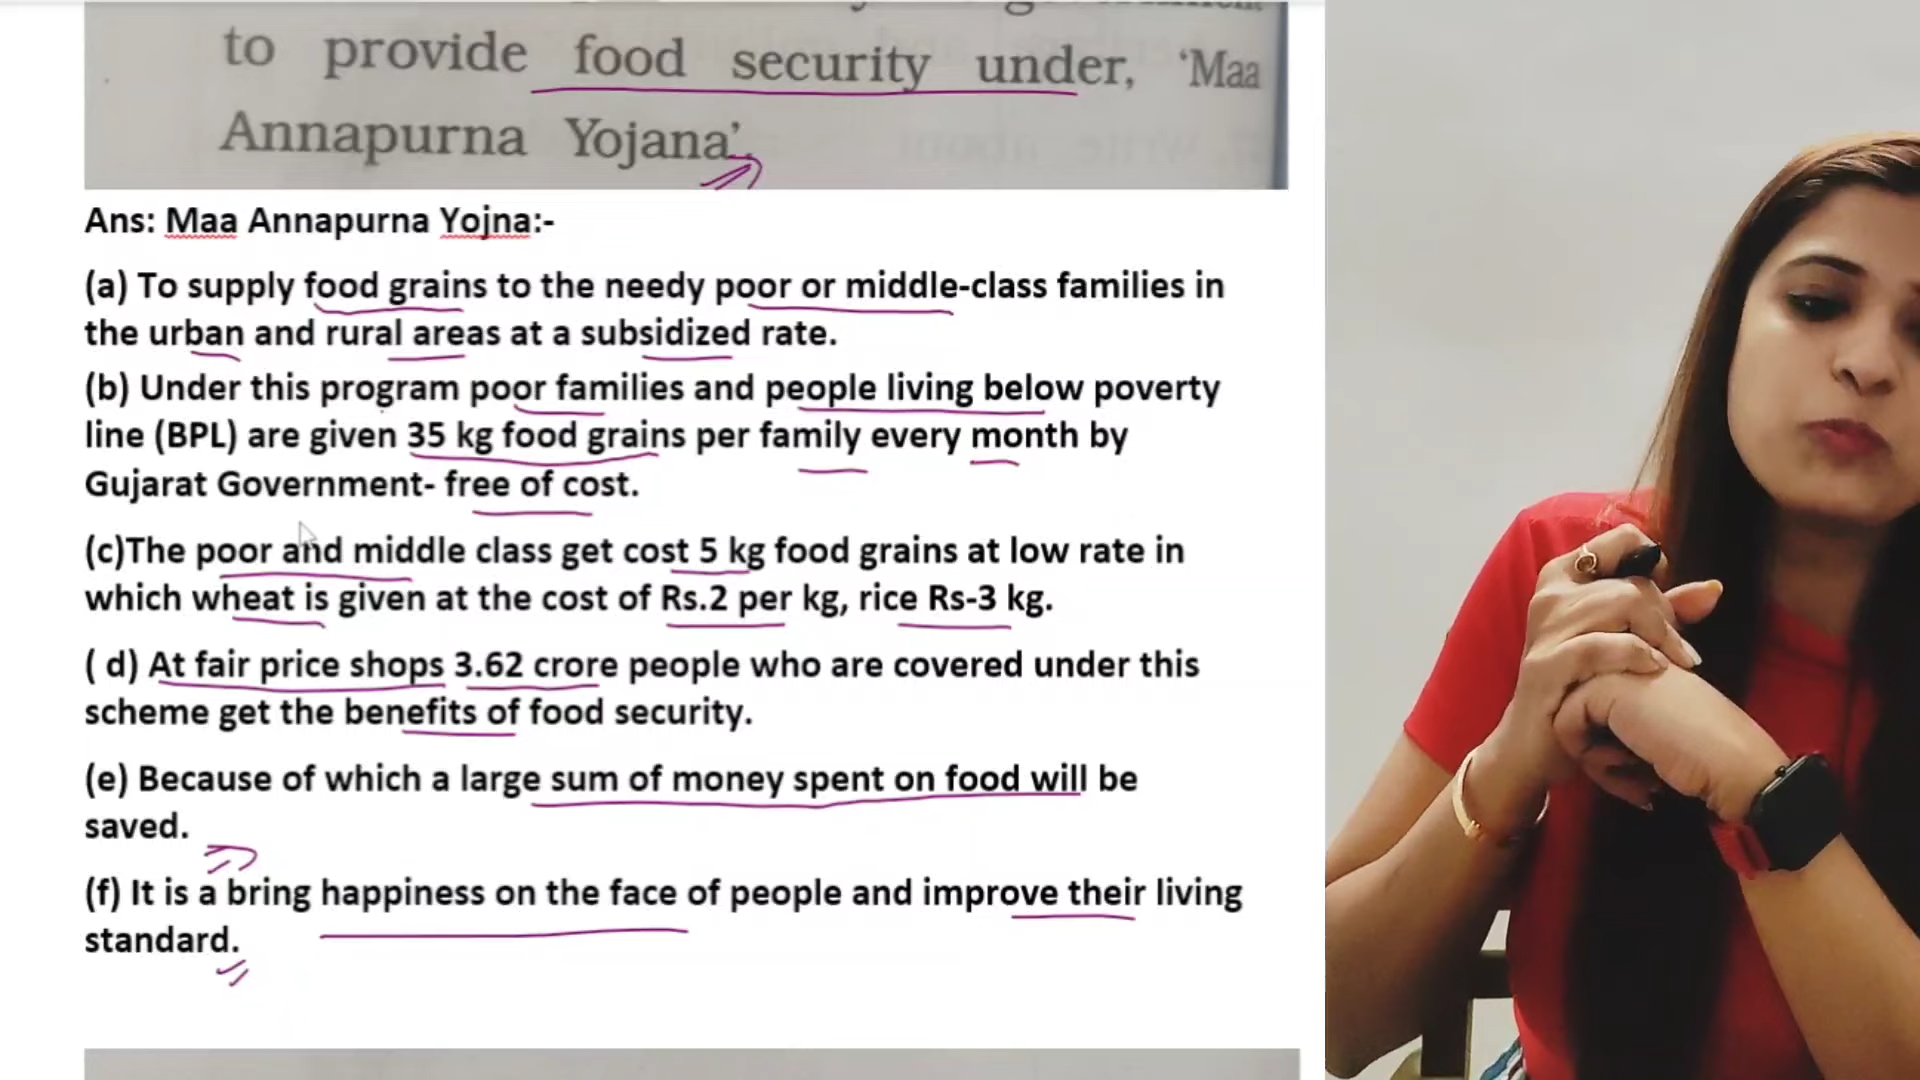 to provide food security under, ‘Maa
Annapurna Yojana’.
Ans: Maa Annapurna Yojna:-
(a) To supply food grains to the needy poor or middle-class families in
the urban and rural areas at a subsidized rate.
(b) Under this program poor families and people living below poverty
line (BPL) are given 35 kg food grains per family every month by
Gujarat Government- free of cost.
(c)The poor and middle class get cost 5 kg food grains at low rate in
which wheat is given at the cost of Rs.2 per kg, rice Rs-3 kg.
( d) At fair price shops 3.62 crore people who are covered under this
scheme get the benefits of food security.
(e) Because of which a large sum of money spent on food will be
saved.
(f) It is a bring happiness on the face of people and improve their living
standard.